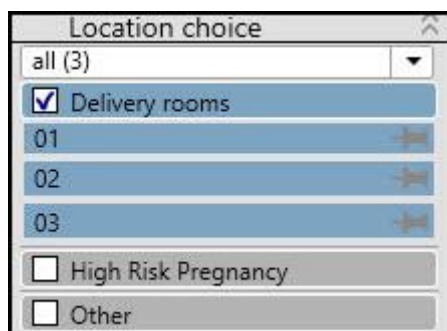 Location choice
all (3)
Delivery rooms
01
02
03
High Risk Pregnancy
Other